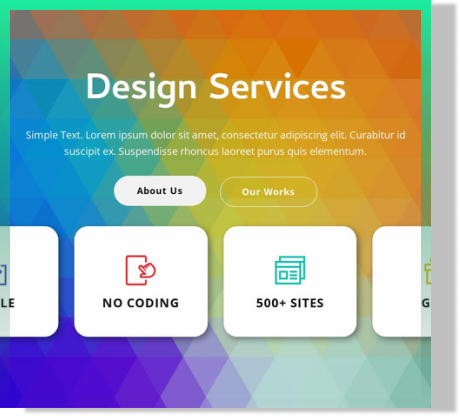 Design Services
Simple Text. Lorem ipsum dolor sit amet, consectetur adipiscing elit. Curabitur id
suscipit ex. Suspendisse rhoncus laoreet purus quis elementum.
About Us
Our Works
LE
NO CODING
500+ SITES
G